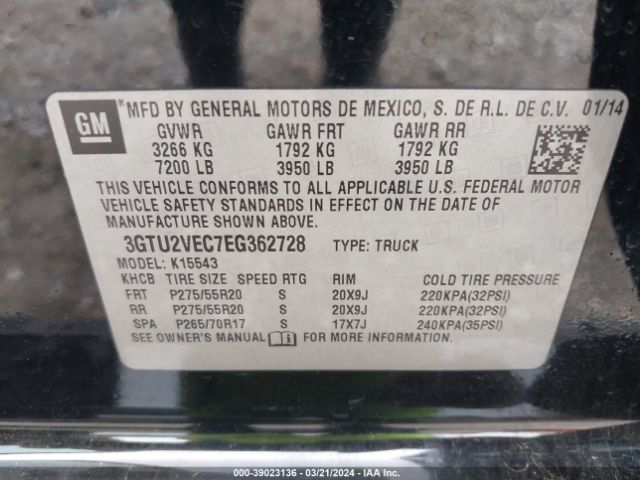 GM
® MFD BY GENERAL MOTORS DE MEXICO, S. DE R.L. DE C.V. 01/14
GVWR GAWR FRT GAWR RR
3266 KG 1792 KG 1792 KG
7200 LB 3950 LB 3950 LB
THIS VEHICLE CONFORMS TO ALL APPLICABLE U.S. FEDERAL MOTOR
VEHICLE SAFETY STANDARDS IN EFFECT ON THE DATE OF
MANUFACTURE SHOWN ABOVE.
3GTU2VEC7EG362728 TYPE: TRUCK
MODEL: K15543
KHCB TIRE SIZE SPEED RTG RIM COLD TIRE PRESSURE
FRT P275/55R20 S 20X9J 220KPA(32PSI)
RR P275/55R20 S 20X9J 220KPA(32PSI)
SPA P265/70R17 S 17X7J 240KPA(35PSI)
SEE OWNER'S MANUAL FOR MORE INFORMATION.
000-39023136 - 03/21/2024 - IAA Inc.